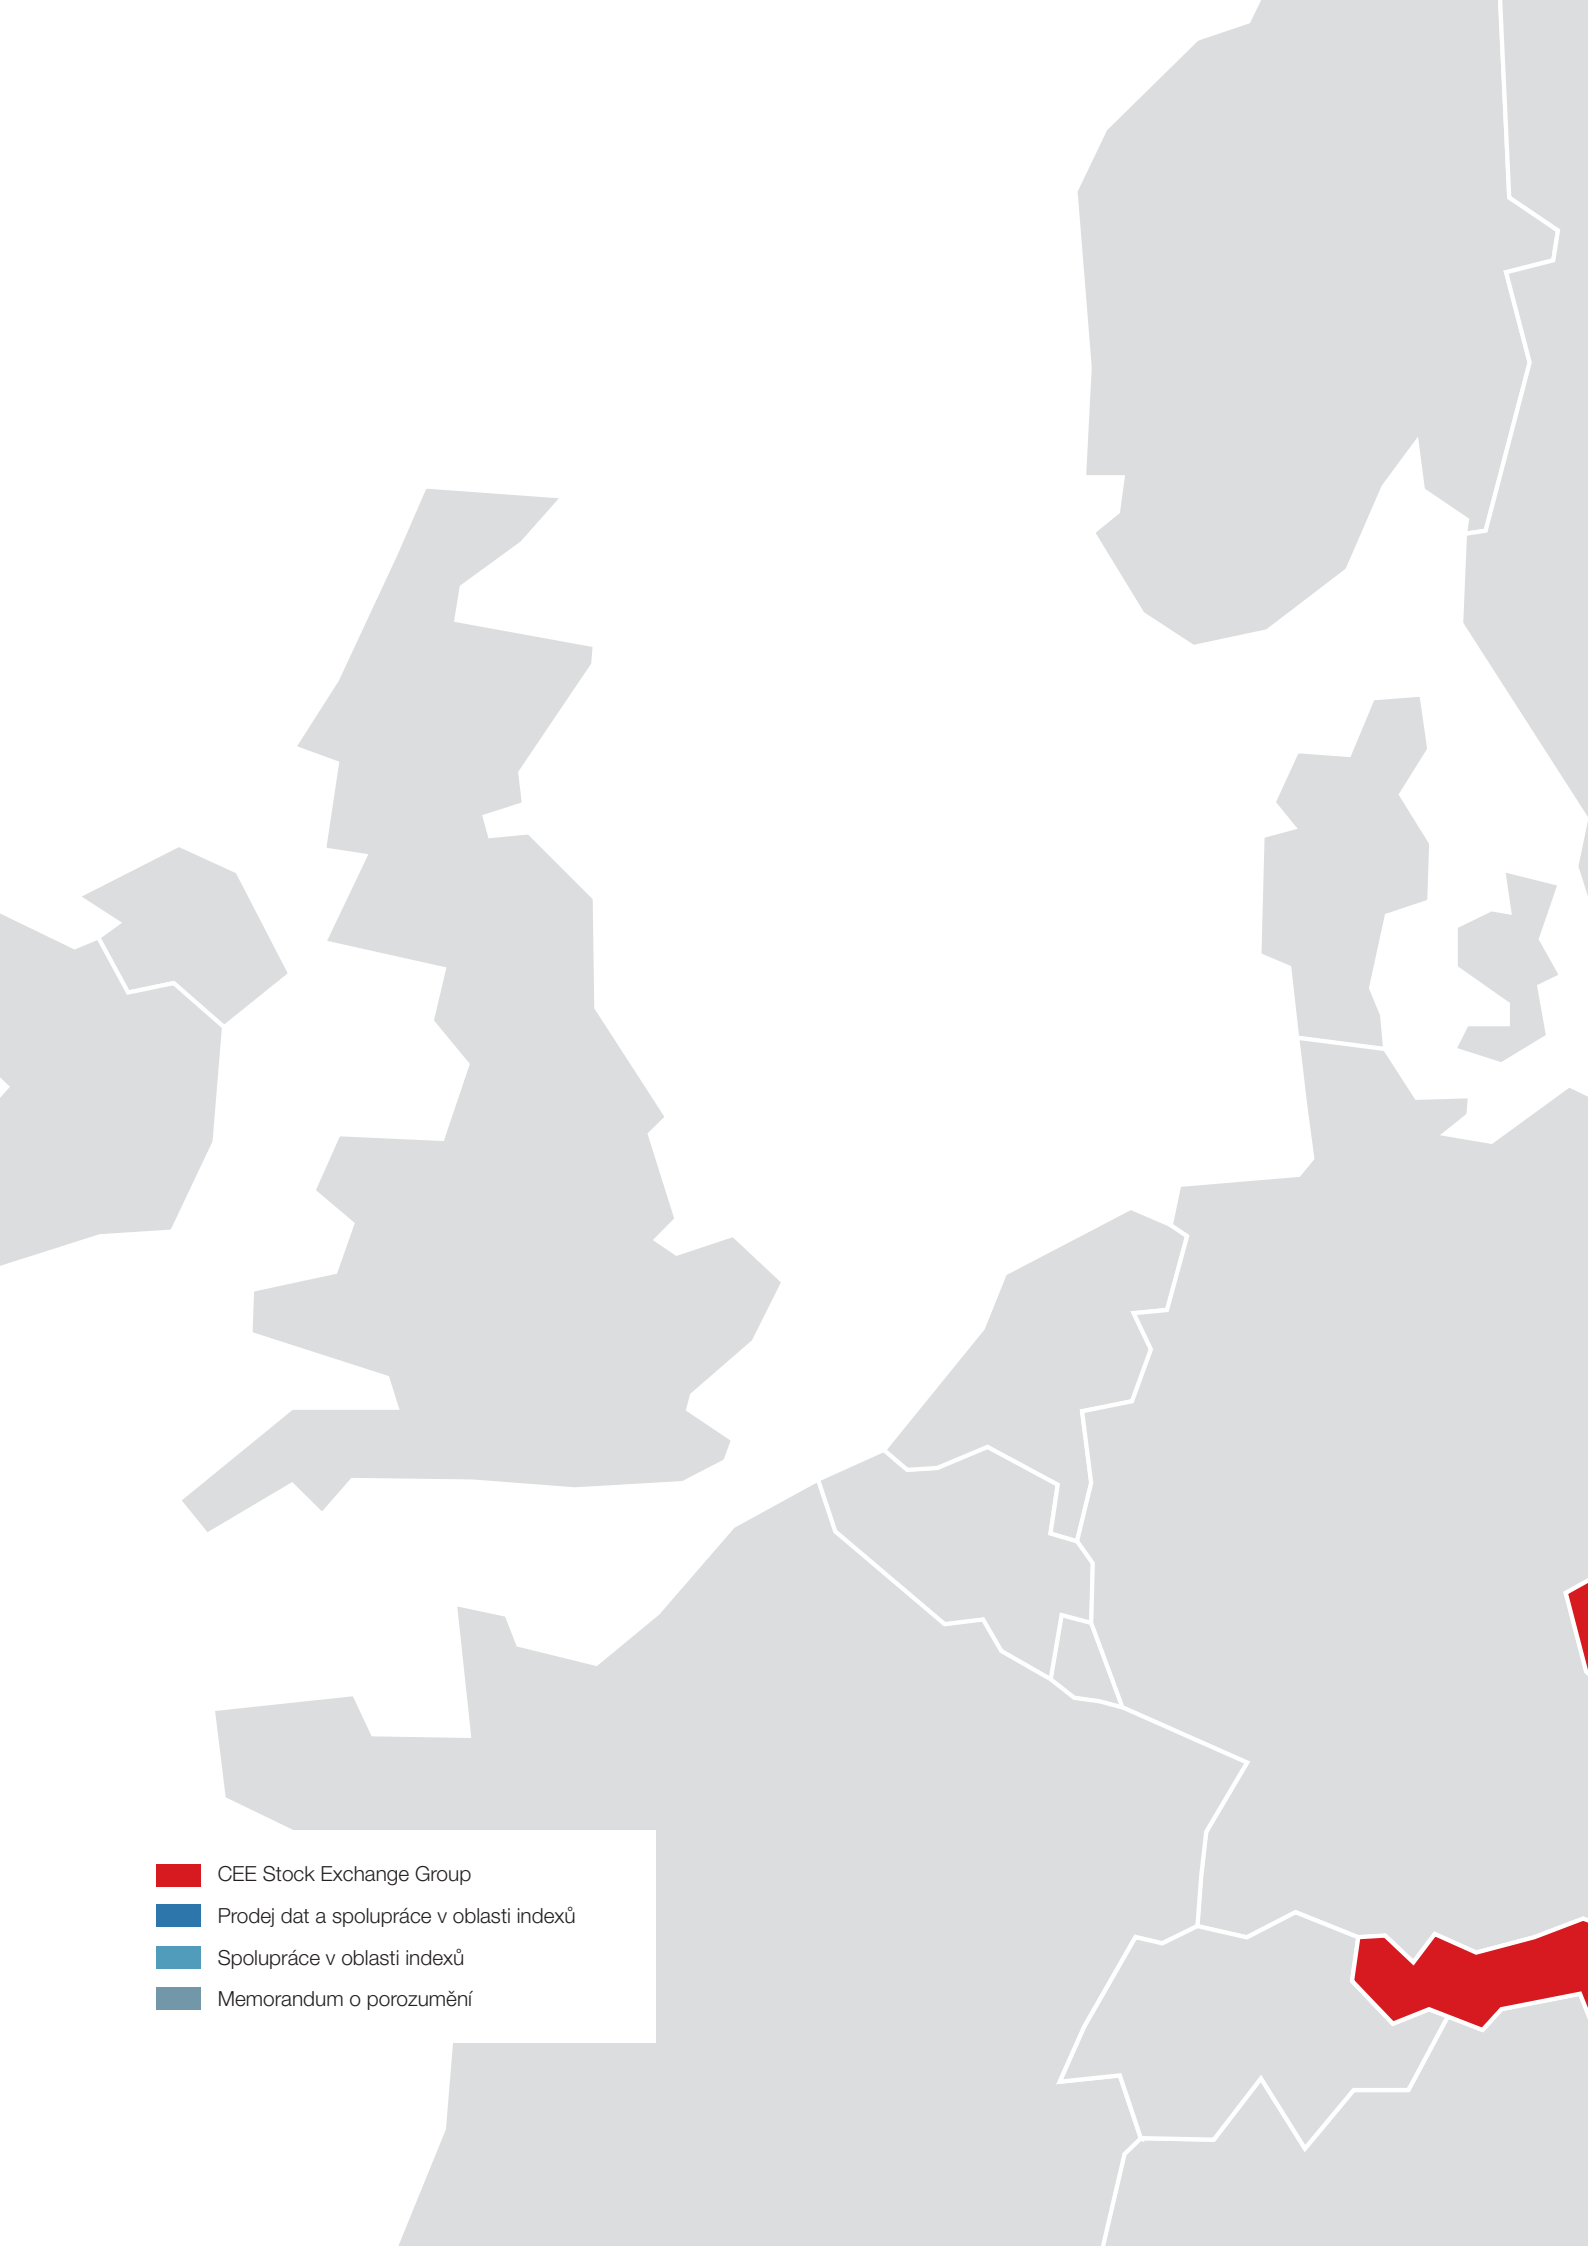 CEE Stock Exchange Group
Prodej dat a spolupráce v oblasti indexů
Spolupráce v oblasti indexů
Memorandum o porozumění